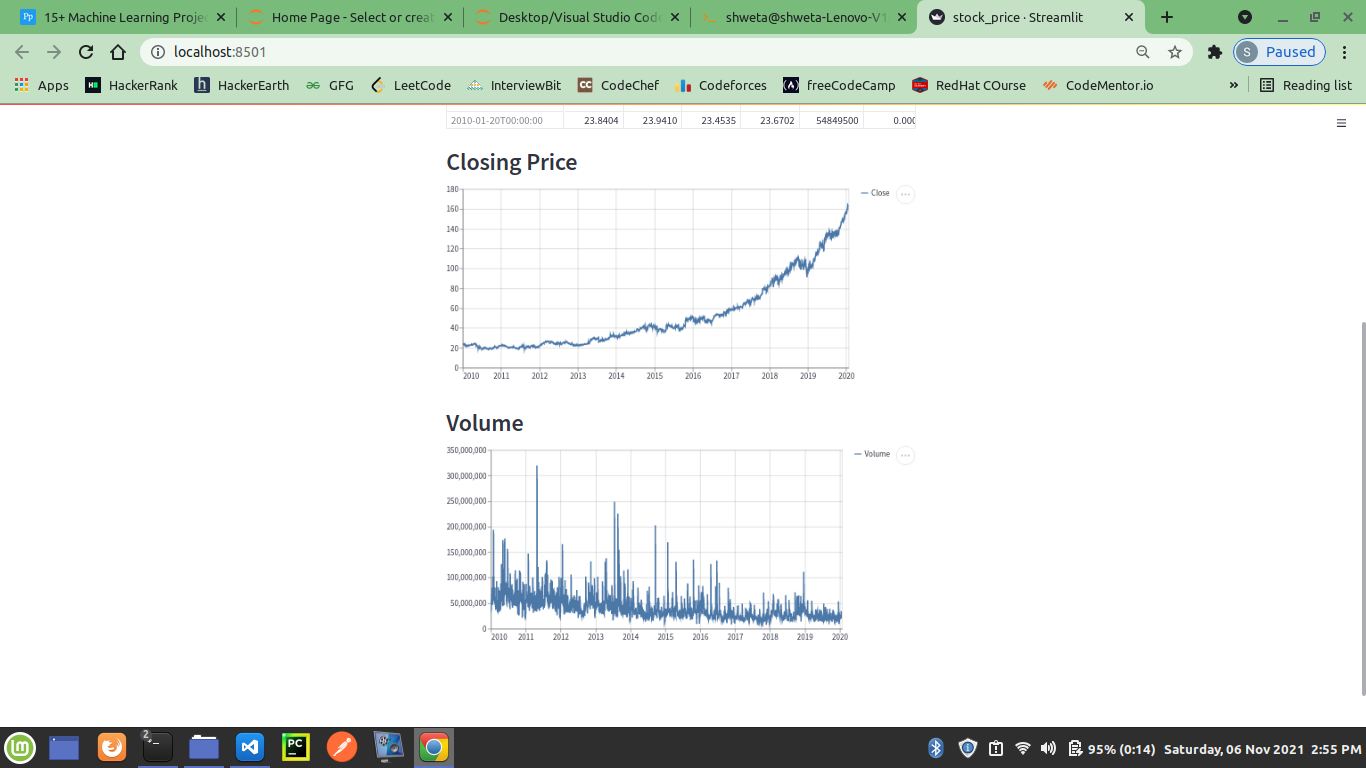 15+ Machine Learning Projec
Home Page - Select or creat
Desktop/Visual Studio Code
shweta@shweta-Lenovo-V1
stock_price · Streamlit
localhost:8501
S Paused
Apps
HackerRank
HackerEarth
GFG
LeetCode
InterviewBit
CodeChef
Codeforces
freeCodeCamp
RedHat COurse
CodeMentor.io
»
Reading list
2010-01-20T00:00:00 23.8404 23.9410 23.4535 23.6702 54849500 0.000
Closing Price
180
160
140
120
100
80
60
40
20
0
2010 2011 2012 2013 2014 2015 2016 2017 2018 2019 2020
Close
Volume
350,000,000
300,000,000
250,000,000
200,000,000
150,000,000
100,000,000
50,000,000
0
2010 2011 2012 2013 2014 2015 2016 2017 2018 2019 2020
Volume
2
PC
95% (0:14) Saturday, 06 Nov 2021 2:55 PM